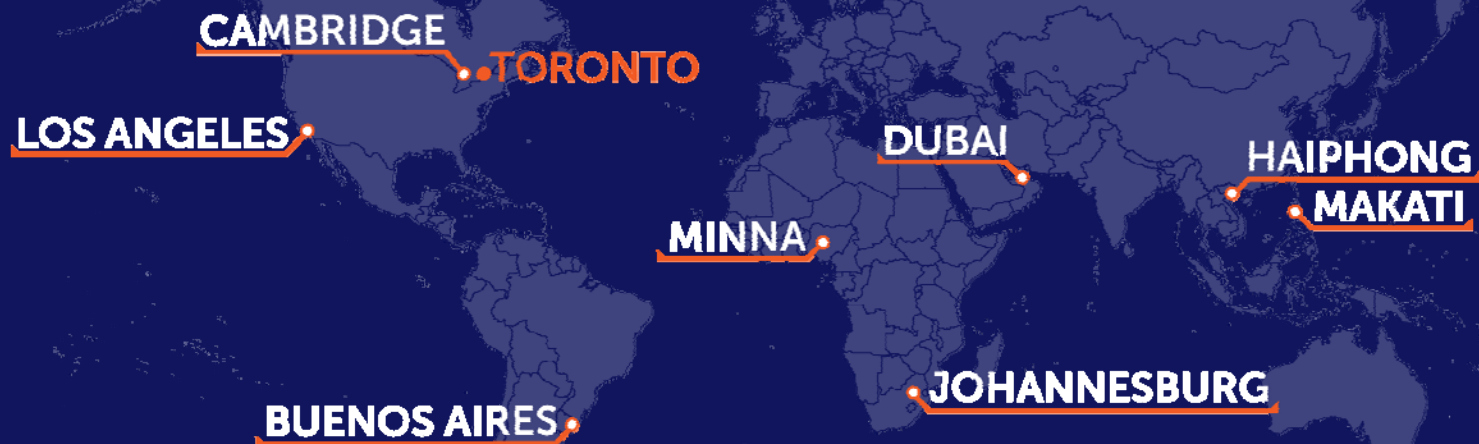 CAMBRIDGE
TORONTO
LOS ANGELES
DUBAI
HAIPHONG
MAKATI
MINNA
JOHANNESBURG
BUENOS AIRES